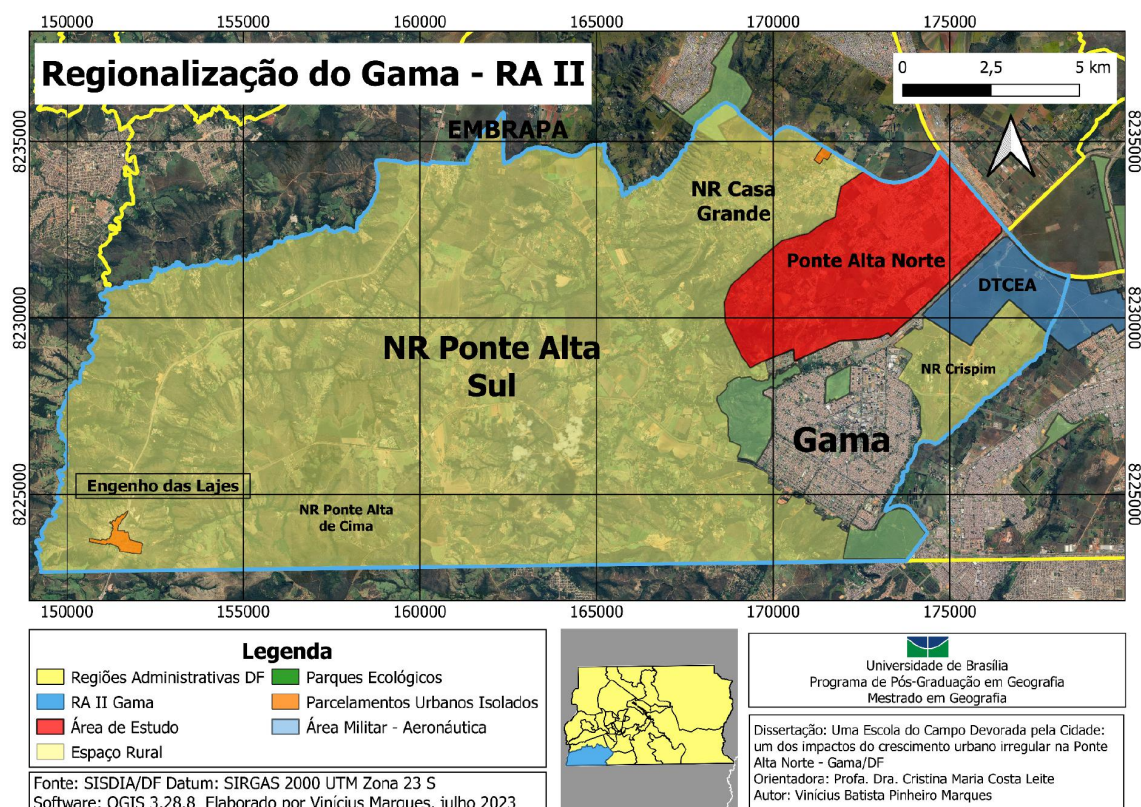 150000 155000 160000 165000 170000 175000
Regionalização do Gama - RA II
0 2,5 5 km
8235000
8235000
EMBRAPA
NR Casa
Grande
Ponte Alta Norte
DTCEA
8230000
8230000
NR Ponte Alta
Sul
NR Crispim
Gama
Engenho das Lajes
8225000
8225000
NR Ponte Alta
de Cima
150000 155000 160000 165000 170000 175000
Legenda
Regiões Administrativas DF
RA II Gama
Área de Estudo
Espaço Rural
Parques Ecológicos
Parcelamentos Urbanos Isolados
Área Militar - Aeronáutica
Fonte: SISDIA/DF Datum: SIRGAS 2000 UTM Zona 23 S
Software: QGIS 3.28.8 Elaborado por Vinícius Marques, julho 2023
Universidade de Brasília
Programa de Pós-Graduação em Geografia
Mestrado em Geografia
Dissertação: Uma Escola do Campo Devorada pela Cidade:
um dos impactos do crescimento urbano irregular na Ponte
Alta Norte - Gama/DF
Orientadora: Profa. Dra. Cristina Maria Costa Leite
Autor: Vinícius Batista Pinheiro Marques